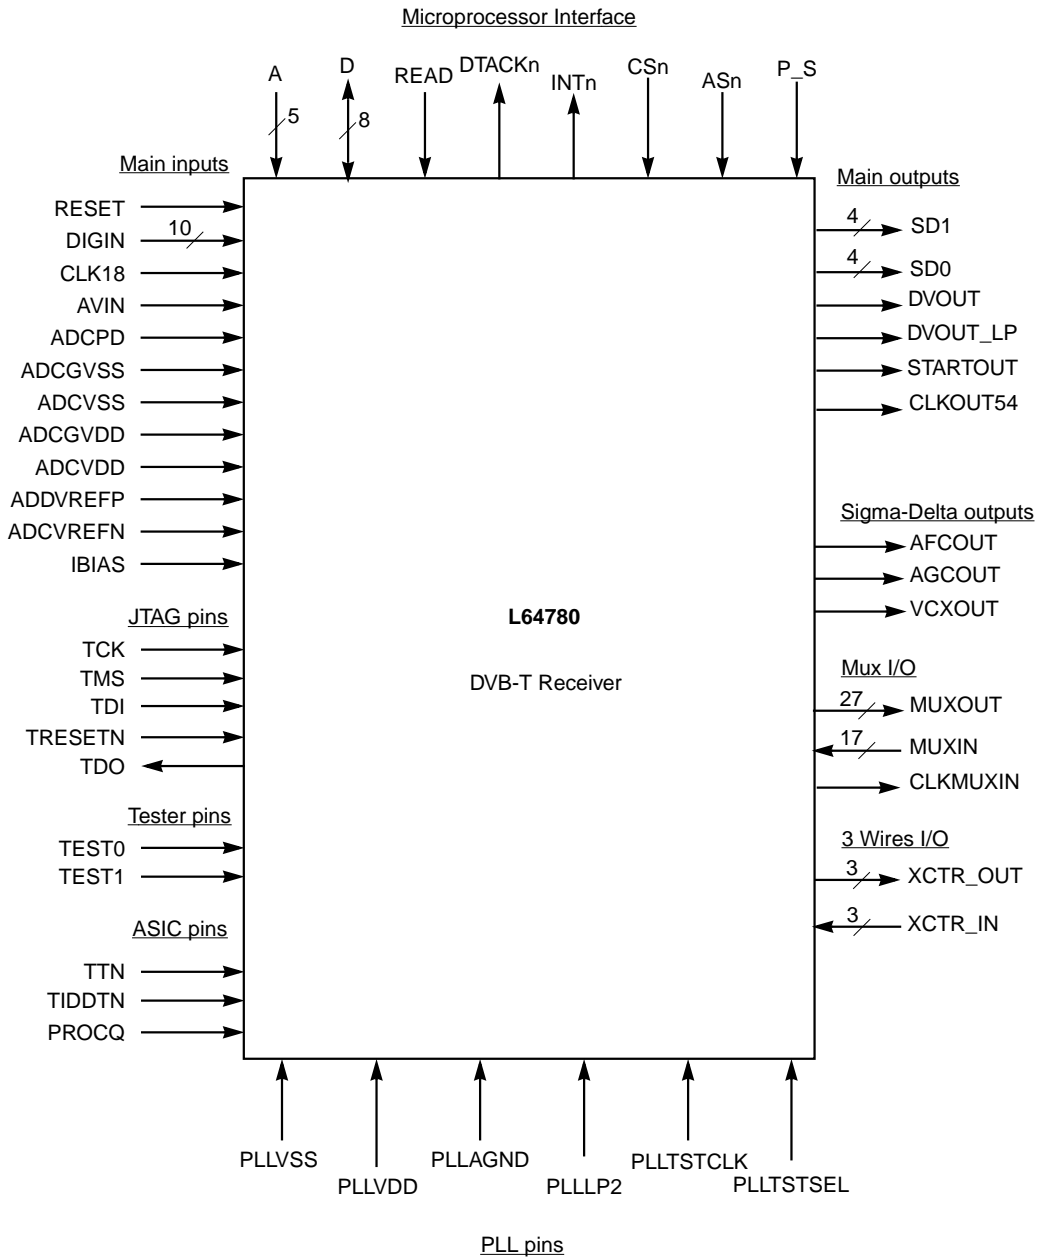 Microprocessor Interface
A
D
READ
DTACKn
INTn
CSn
ASn
P_S
5
8
Main inputs
RESET
DIGIN
10
CLK18
AVIN
ADCPD
ADCGVSS
ADCVSS
ADCGVDD
ADCVDD
ADDVREFP
ADCVREFN
IBIAS
JTAG pins
TCK
TMS
TDI
TRESETN
TDO
Tester pins
TEST0
TEST1
ASIC pins
TTN
TIDDTN
PROCQ
L64780
DVB-T Receiver
Main outputs
4
SD1
4
SD0
DVOUT
DVOUT_LP
STARTOUT
CLKOUT54
Sigma-Delta outputs
AFCOUT
AGCOUT
VCXOUT
Mux I/O
27
MUXOUT
17
MUXIN
CLKMUXIN
3 Wires I/O
3
XCTR_OUT
3
XCTR_IN
PLLVSS
PLLVDD
PLLAGND
PLLLP2
PLLTSTCLK
PLLTSTSEL
PLL pins